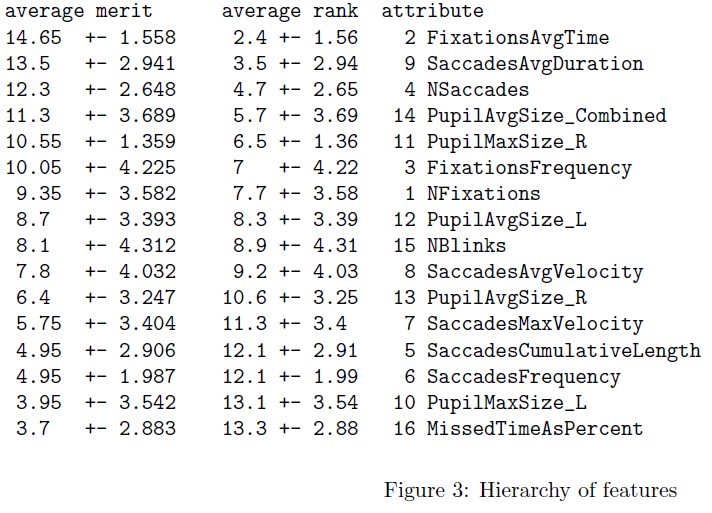 average merit average rank attribute
14.65 +- 1.558 2.4 +- 1.56 2 FixationsAvgTime
13.5 +- 2.941 3.5 +- 2.94 9 SaccadesAvgDuration
12.3 +- 2.648 4.7 +- 2.65 4 NSaccades
11.3 +- 3.689 5.7 +- 3.69 14 PupilAvgSize_Combined
10.55 +- 1.359 6.5 +- 1.36 11 PupilMaxSize_R
10.05 +- 4.225 7 +- 4.22 3 FixationsFrequency
9.35 +- 3.582 7.7 +- 3.58 1 NFixations
8.7 +- 3.393 8.3 +- 3.39 12 PupilAvgSize_L
8.1 +- 4.312 8.9 +- 4.31 15 NBlinks
7.8 +- 4.032 9.2 +- 4.03 8 SaccadesAvgVelocity
6.4 +- 3.247 10.6 +- 3.25 13 PupilAvgSize_R
5.75 +- 3.404 11.3 +- 3.4 7 SaccadesMaxVelocity
4.95 +- 2.906 12.1 +- 2.91 5 SaccadesCumulativeLength
4.95 +- 1.987 12.1 +- 1.99 6 SaccadesFrequency
3.95 +- 3.542 13.1 +- 3.54 10 PupilMaxSize_L
3.7 +- 2.883 13.3 +- 2.88 16 MissedTimeAsPercent
Figure 3: Hierarchy of features